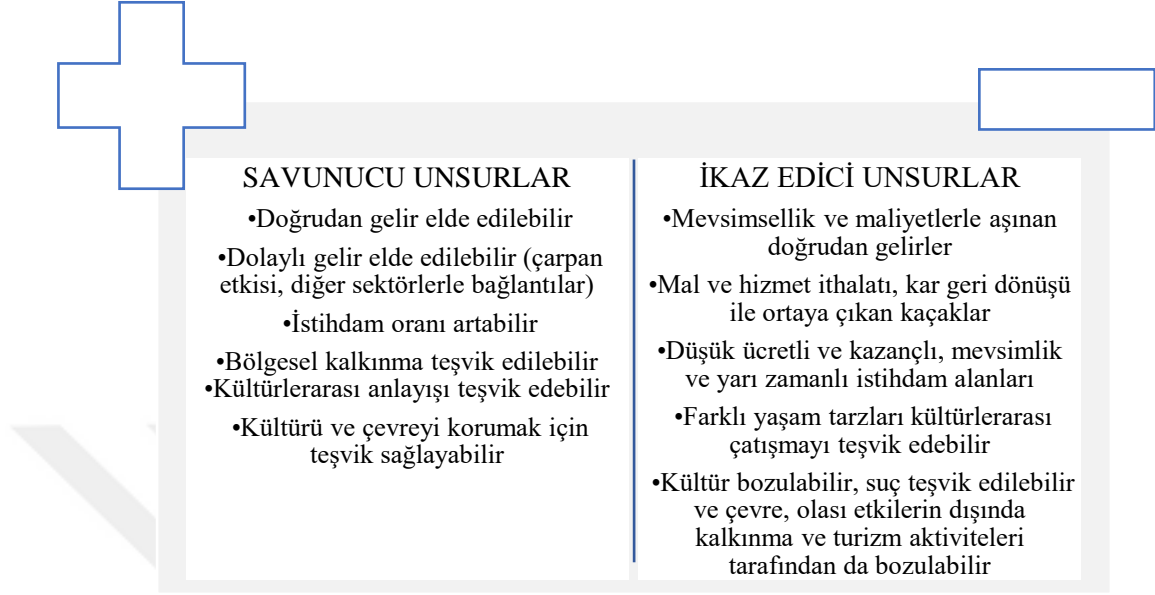 SAVUNUCU UNSURLAR
•Doğrudan gelir elde edilebilir
•Dolaylı gelir elde edilebilir (çarpan
etkisi, diğer sektörlerle bağlantılar)
•İstihdam oranı artabilir
•Bölgesel kalkınma teşvik edilebilir
•Kültürlerarası anlayışı teşvik edebilir
•Kültürü ve çevreyi korumak için
teşvik sağlayabilir
İKAZ EDİCİ UNSURLAR
•Mevsimsellik ve maliyetlerle aşınan
doğrudan gelirler
•Mal ve hizmet ithalatı, kar geri dönüşü
ile ortaya çıkan kaçaklar
•Düşük ücretli ve kazançlı, mevsimlik
ve yarı zamanlı istihdam alanları
•Farklı yaşam tarzları kültürlerarası
çatışmayı teşvik edebilir
•Kültür bozulabilir, suç teşvik edilebilir
ve çevre, olası etkilerin dışında
kalkınma ve turizm aktiviteleri
tarafından da bozulabilir